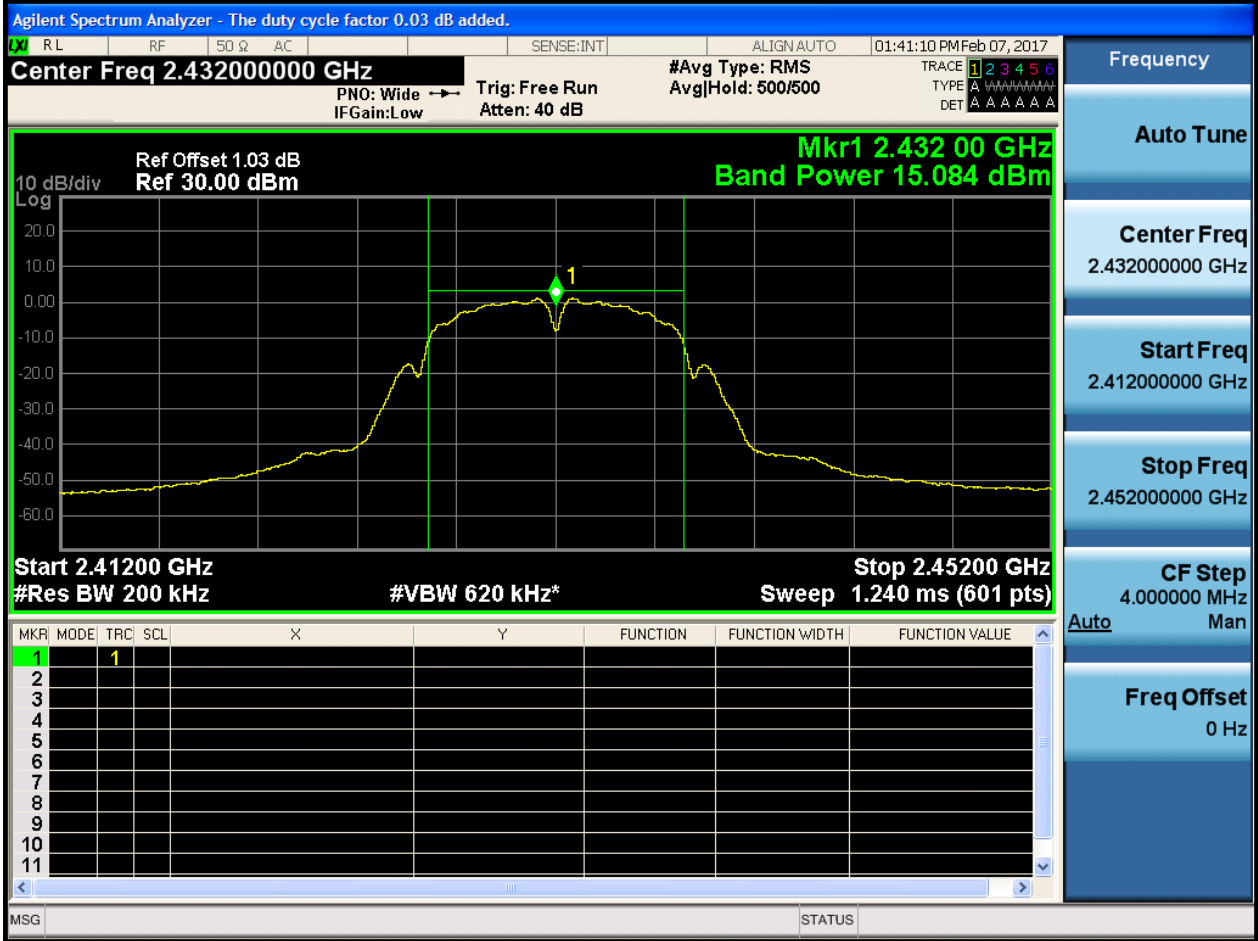 Agilent Spectrum Analyzer - The duty cycle factor 0.03 dB added.
LXI RL RF 50 Ω AC SENSE:INT ALIGN AUTO 01:41:10 PM Feb 07, 2017
Center Freq 2.432000000 GHz
PNO: Wide
IFGain:Low
Trig: Free Run
Atten: 40 dB
#Avg Type: RMS
Avg|Hold: 500/500
TRACE 1 2 3 4 5 6
TYPE A WWWWW
DET A A A A A A
Ref Offset 1.03 dB
10 dB/div Ref 30.00 dBm
Log
Mkr1 2.432 00 GHz
Band Power 15.084 dBm
20.0
10.0
0.00
-10.0
-20.0
-30.0
-40.0
-50.0
-60.0
1
Start 2.41200 GHz Stop 2.45200 GHz
#Res BW 200 kHz #VBW 620 kHz* Sweep 1.240 ms (601 pts)
MKR MODE TRC SCL X Y FUNCTION FUNCTION WIDTH FUNCTION VALUE
1 1
2
3
4
5
6
7
8
9
10
11
MSG STATUS
Frequency
Auto Tune
Center Freq
2.432000000 GHz
Start Freq
2.412000000 GHz
Stop Freq
2.452000000 GHz
CF Step
4.000000 MHz
Auto Man
Freq Offset
0 Hz